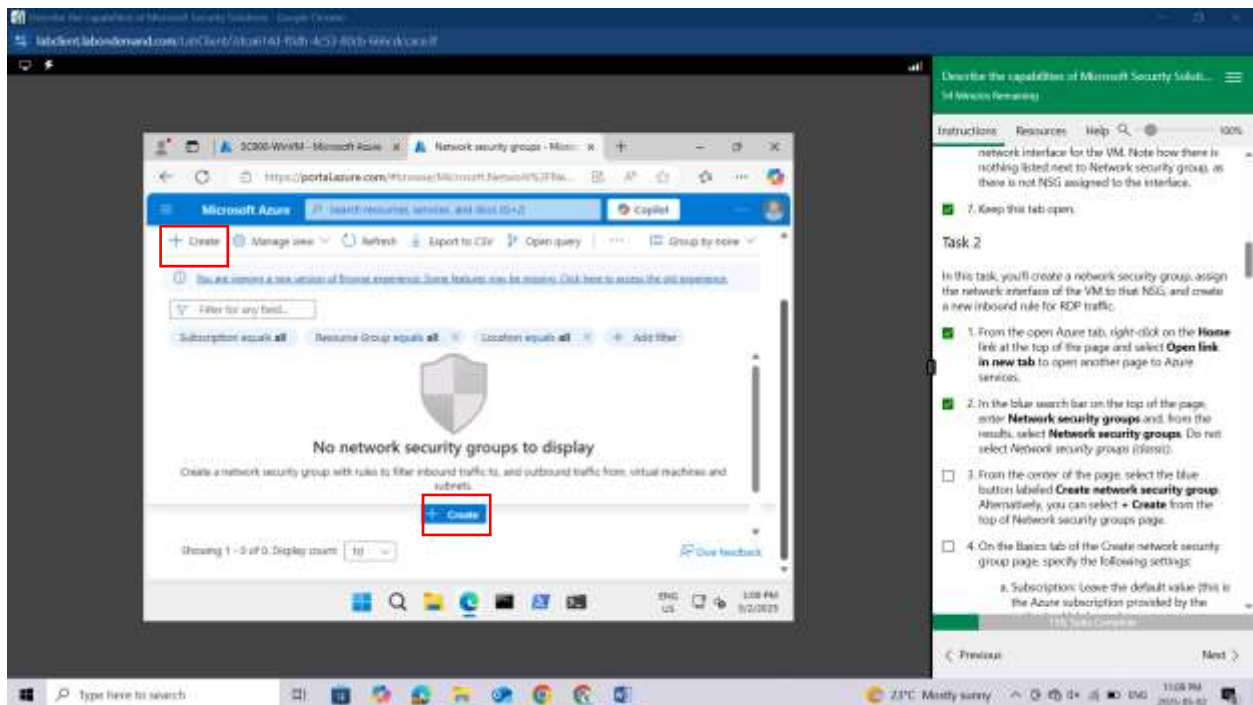 Describe the capabilities of Microsoft Security Solutions - Google Chrome
labclient.labondemand.com/LabClient/
Describe the capabilities of Microsoft Security Soluti...
54 Minutes Remaining
Instructions Resources Help 100%
network interface for the VM. Note how there is
nothing listed next to Network security group, as
there is not NSG assigned to the interface.
7. Keep this tab open.
Task 2
In this task, you'll create a network security group, assign
the network interface of the VM to that NSG, and create
a new inbound rule for RDP traffic.
1. From the open Azure tab, right-click on the Home
link at the top of the page and select Open link
in new tab to open another page to Azure
services.
2. In the blue search bar on the top of the page,
enter Network security groups and, from the
results, select Network security groups. Do not
select Network security groups (classic).
3. From the center of the page, select the blue
button labeled Create network security group.
Alternatively, you can select + Create from the
top of Network security groups page.
4. On the Basics tab of the Create network security
group page, specify the following settings:
a. Subscription: Leave the default value (this is
the Azure subscription provided by the
Tasks Complete
< Previous
Next >
SC900-WinVM - Microsoft Azure
Network security groups - Micro
https://portal.azure.com/
Microsoft Azure
Search resources, services, and docs (G+/)
Copilot
+ Create
Manage view
Refresh
Export to CSV
Open query
Group by none
You are viewing a new version of Browse experience. Some features may be missing. Click here to access the old experience.
Filter for any field...
Subscription equals all
Resource Group equals all
Location equals all
Add filter
No network security groups to display
Create a network security group with rules to filter inbound traffic to, and outbound traffic from, virtual machines and
subnets.
+ Create
Showing 1 - 0 of 0. Display count: 10
Give feedback
ENG
US
1:08 PM
5/2/2025
Type here to search
23°C Mostly sunny
ENG
11:08 PM
2025-05-02